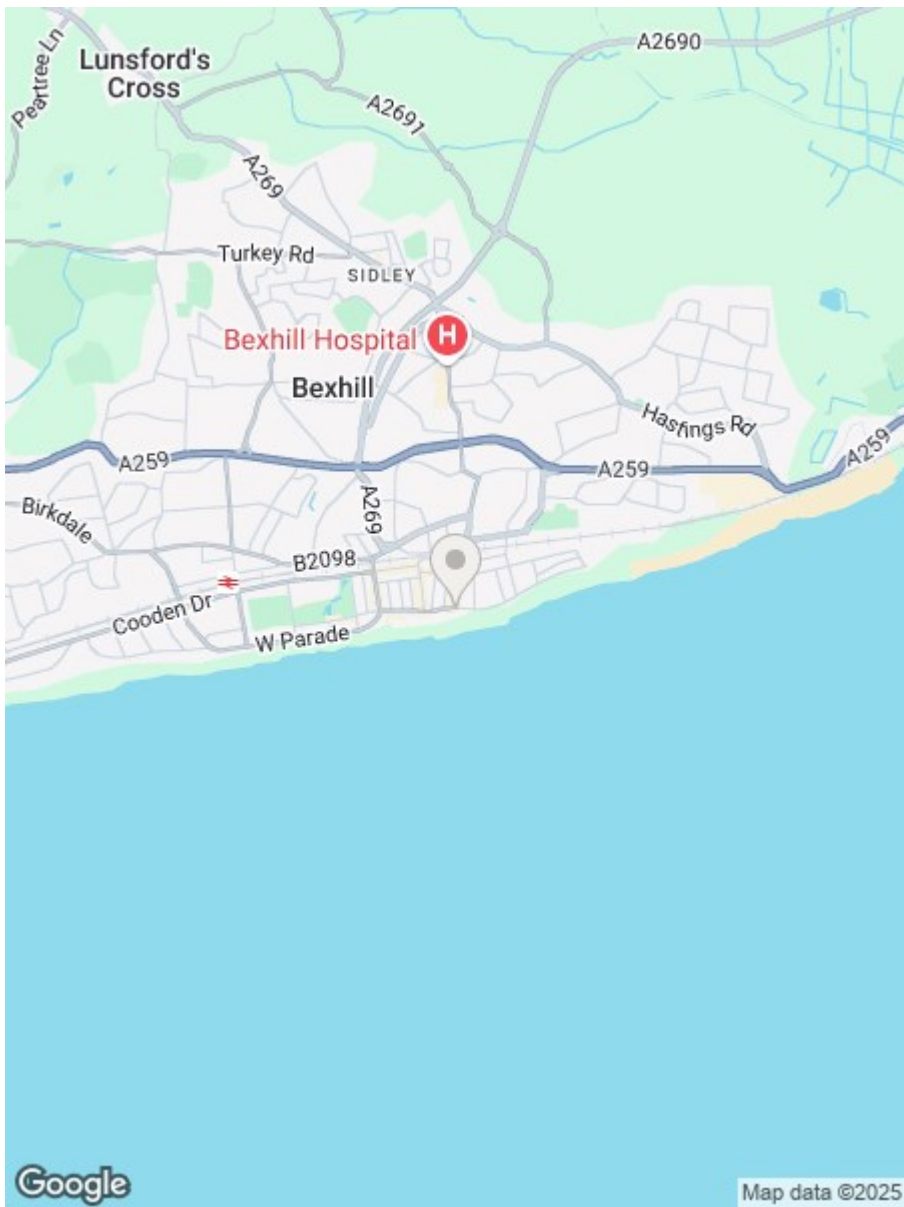 A2690
Lunsford's
Cross
Peartree Ln
A2691
A269
Turkey Rd
SIDLEY
Bexhill Hospital
H
Bexhill
Hastings Rd
A259
A259
A259
A269
Birkdale
B2098
Cooden Dr
W Parade
Google
Map data ©2025